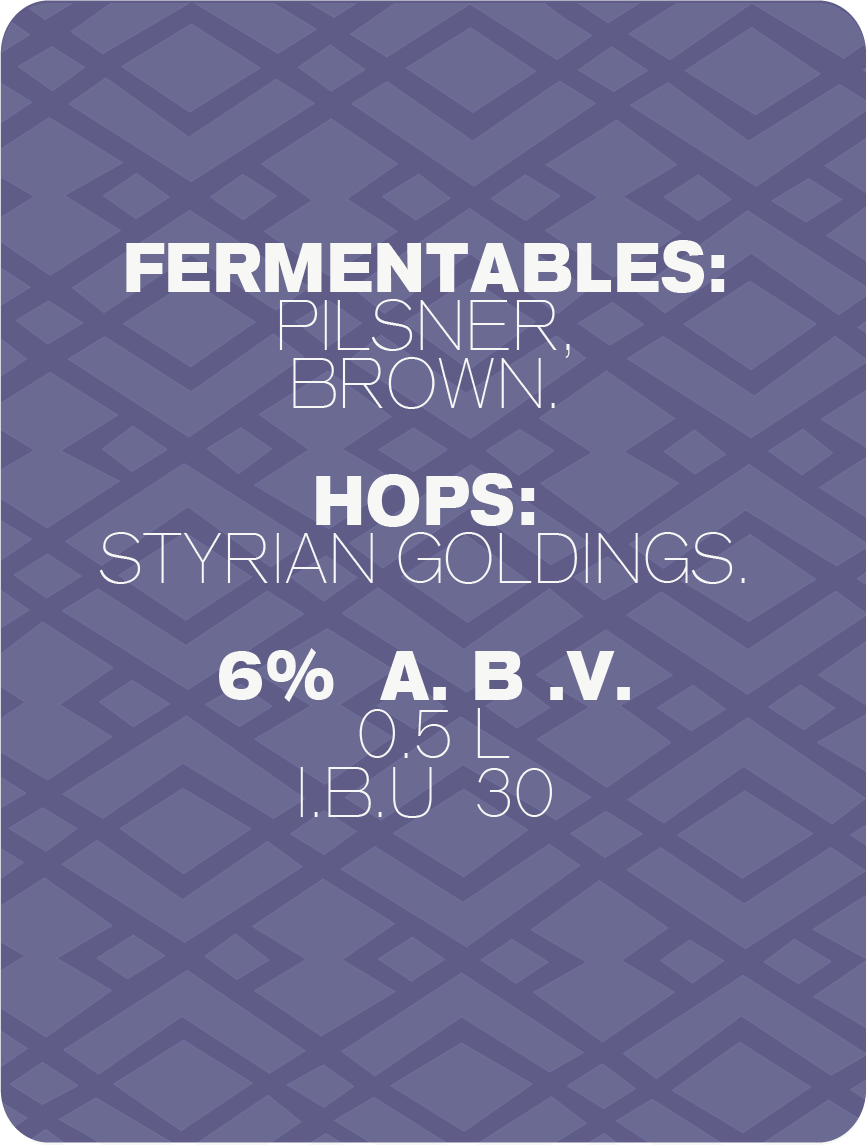 FERMENTABLES:
PILSNER,
BROWN.
HOPS:
STYRIAN GOLDINGS.
6%  A. B .V.
0.5 L
I.B.U  30